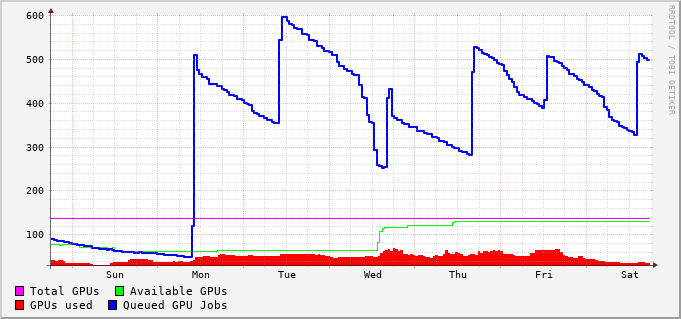 600
500
400
300
200
100
Sun Mon Tue Wed Thu Fri Sat
Total GPUs Available GPUs
GPUs used Queued GPU Jobs
RRDTOOL / TOBI OETIKER